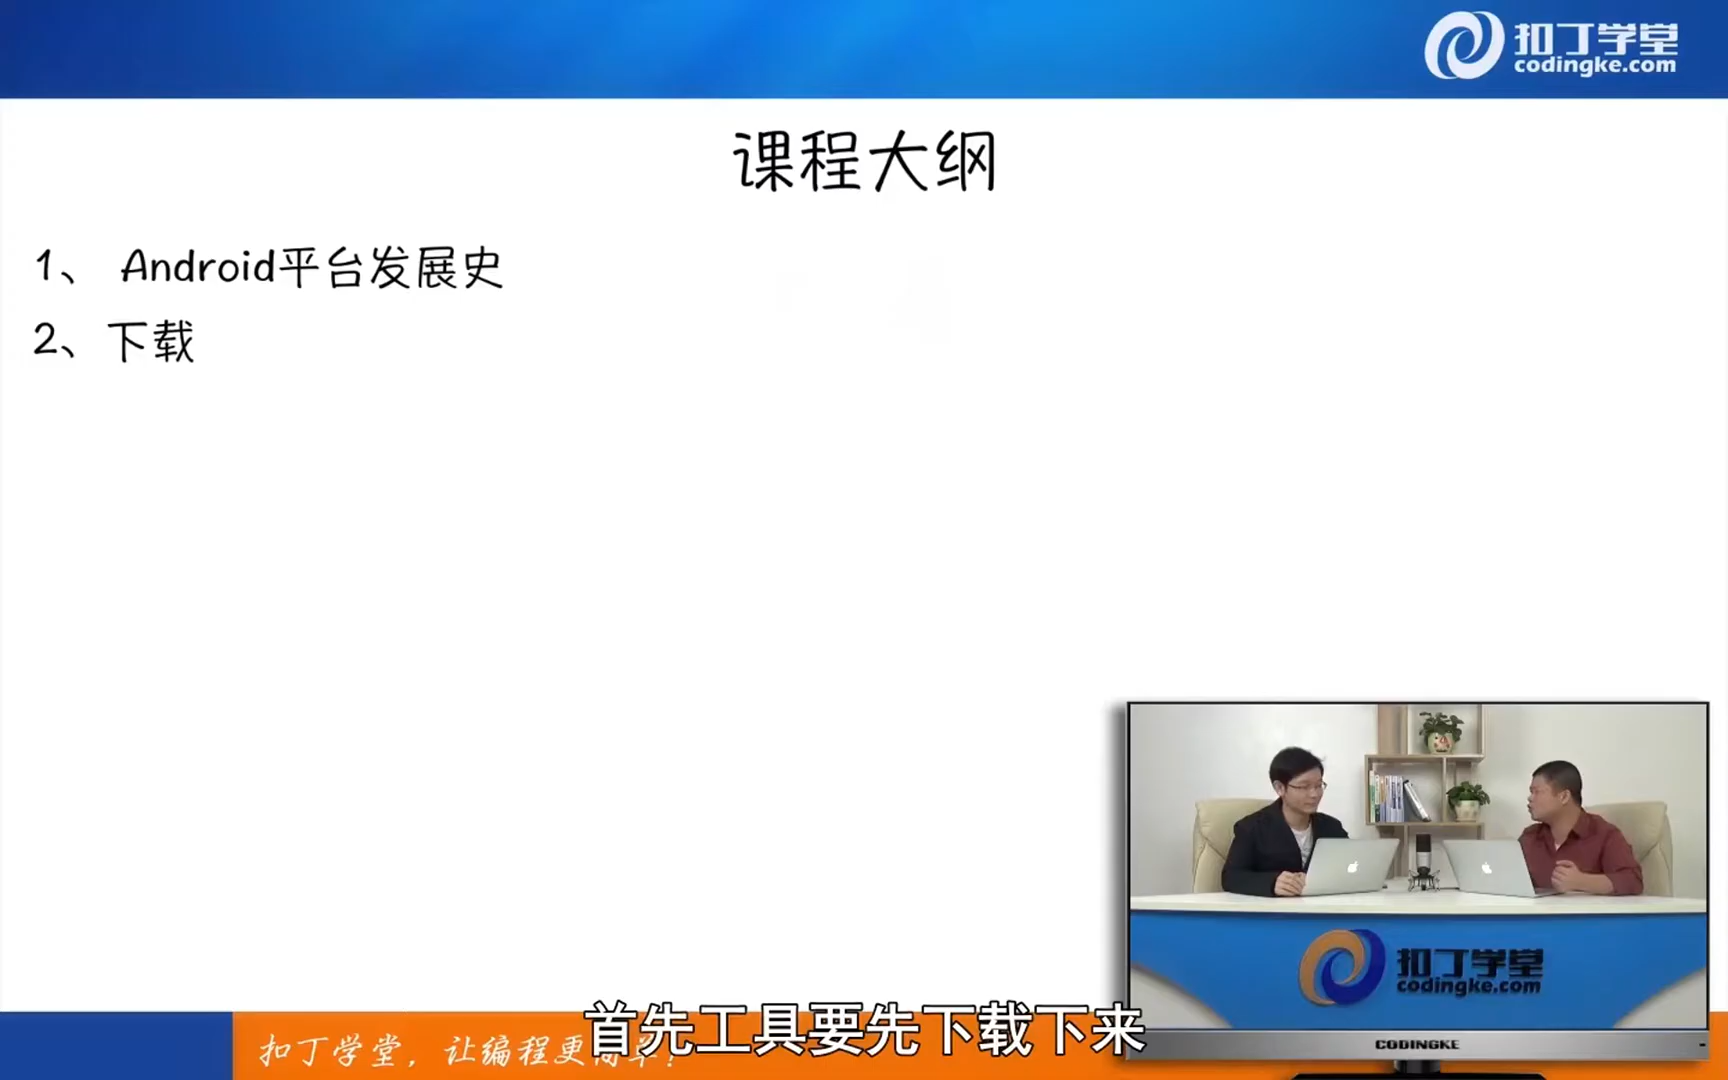 扣丁学堂
codingke.com
课程大纲
1、 Android平台发展史
2、下载
扣丁学堂
codingke.com
CODINGKE
扣丁学堂，让编程更简单！
首先工具要先下载下来